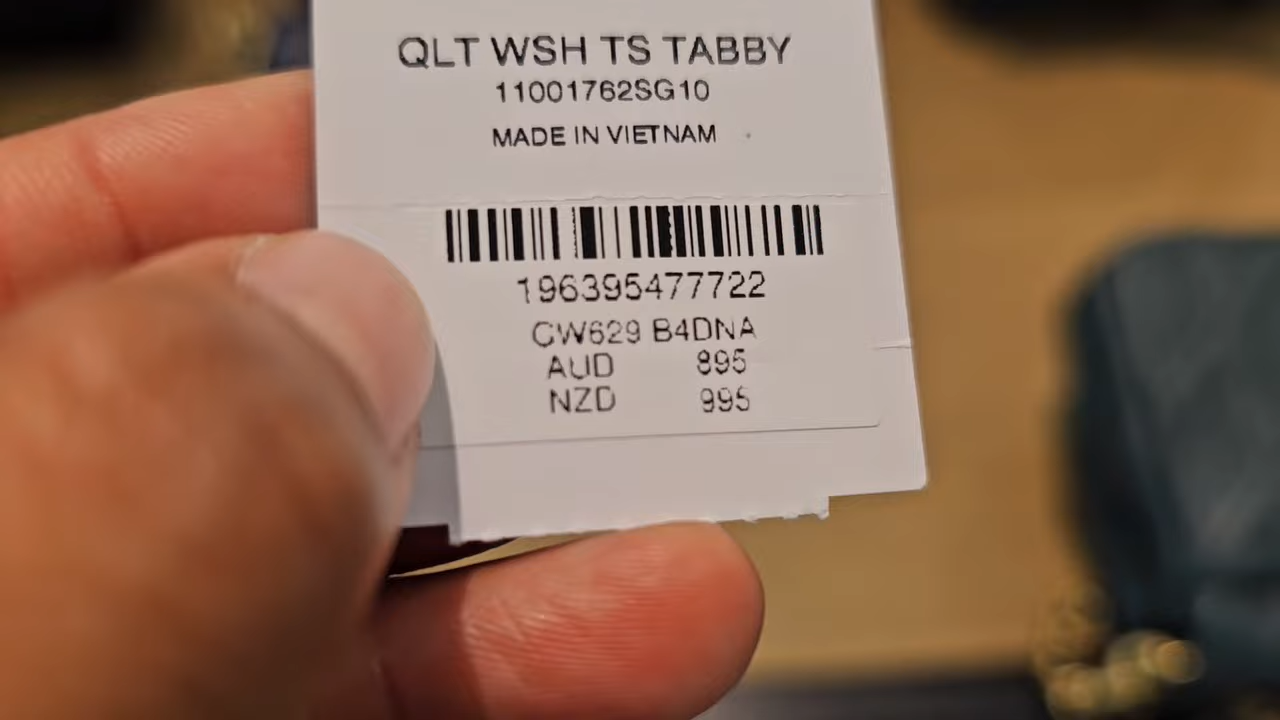 QLT WSH TS TABBY
11001762SG10
MADE IN VIETNAM
196395477722
CW629 B4DNA
AUD 895
NZD 995